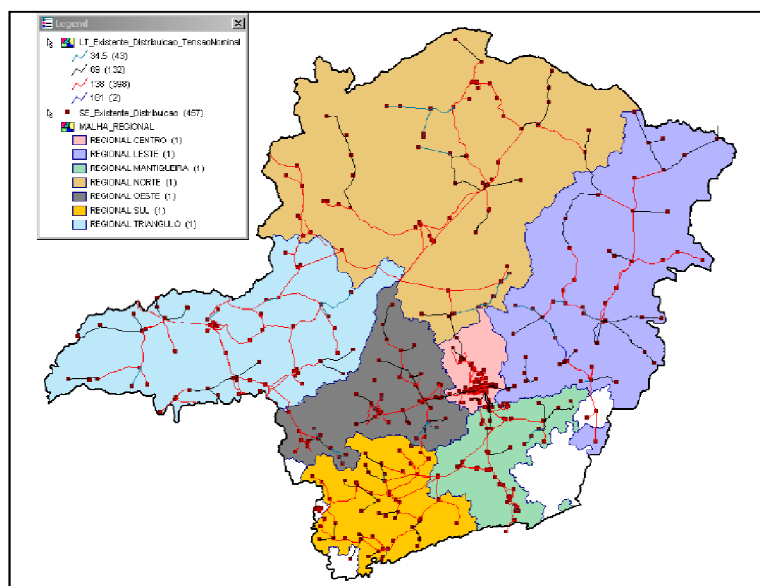 Legend
LT_Existente_Distribuicao_TensaoNominal
34.5 (43)
69 (132)
138 (398)
161 (2)
SE_Existente_Distribuicao (457)
MALHA_REGIONAL
REGIONAL CENTRO (1)
REGIONAL LESTE (1)
REGIONAL MANTIQUEIRA (1)
REGIONAL NORTE (1)
REGIONAL OESTE (1)
REGIONAL SUL (1)
REGIONAL TRIANGULO (1)